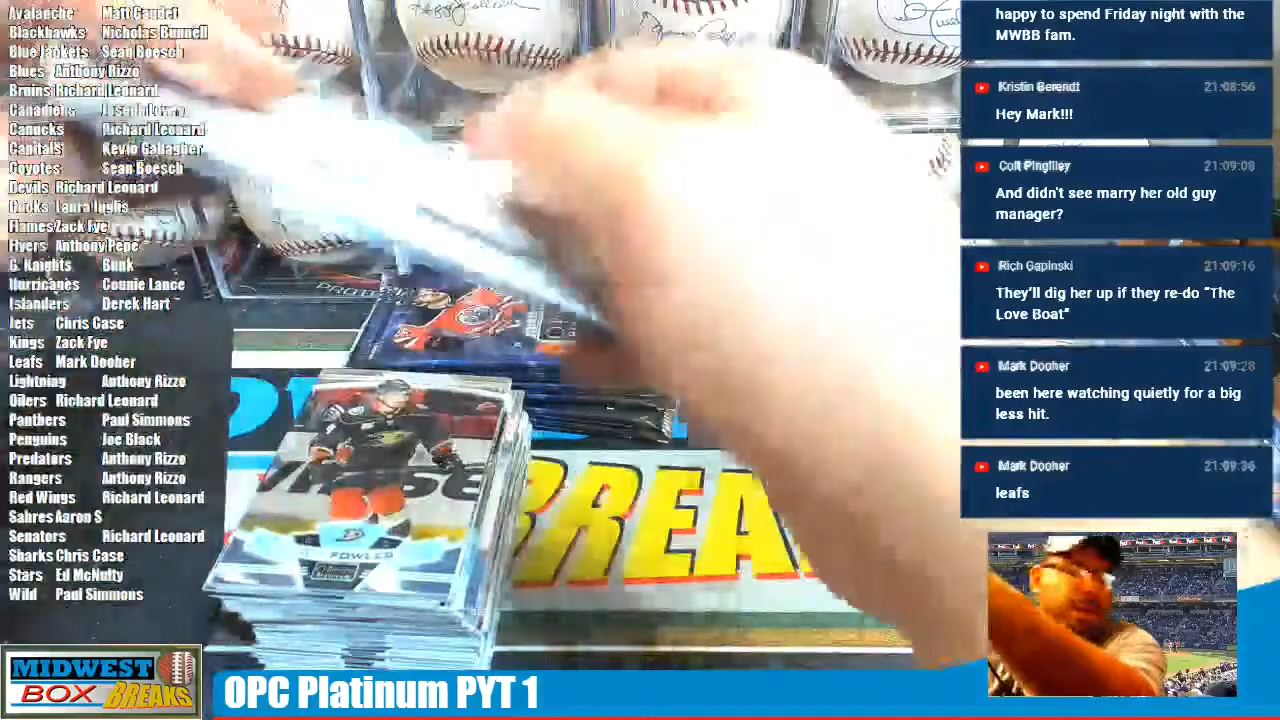 Avalanche Matt Gaudet
Blackhawks Nicholas Bunnell
Blue Jackets Sean Boesch
Blues Anthony Rizzo
Bruins Richard Leonard
Canadiens
Canucks Richard Leonard
Capitals Kevin Gallagher
Coyotes Sean Boesch
Devils Richard Leonard
Ducks Laura Inglis
Flames Zack Fye
Flyers Anthony Pepe
G. Knights Bunk
Hurricanes Connie Lance
Islanders Derek Hart
Jets Chris Case
Kings Zack Fye
Leafs Mark Dooher
Lightning Anthony Rizzo
Oilers Richard Leonard
Panthers Paul Simmons
Penguins Joe Black
Predators Anthony Rizzo
Rangers Anthony Rizzo
Red Wings Richard Leonard
Sabres Aaron S
Senators Richard Leonard
Sharks Chris Case
Stars Ed McNulty
Wild Paul Simmons
happy to spend Friday night with the
MWBB fam.
Kristin Berendt 21:08:56
Hey Mark!!!
Colt Pingilley 21:09:08
And didn't see marry her old guy
manager?
Rich Gapinski 21:09:16
They'll dig her up if they re-do "The
Love Boat"
Mark Dooher 21:09:28
been here watching quietly for a big
less hit.
Mark Dooher 21:09:36
leafs
BREA
FOWLER
MIDWEST
BOX BREAKS
OPC Platinum PYT 1